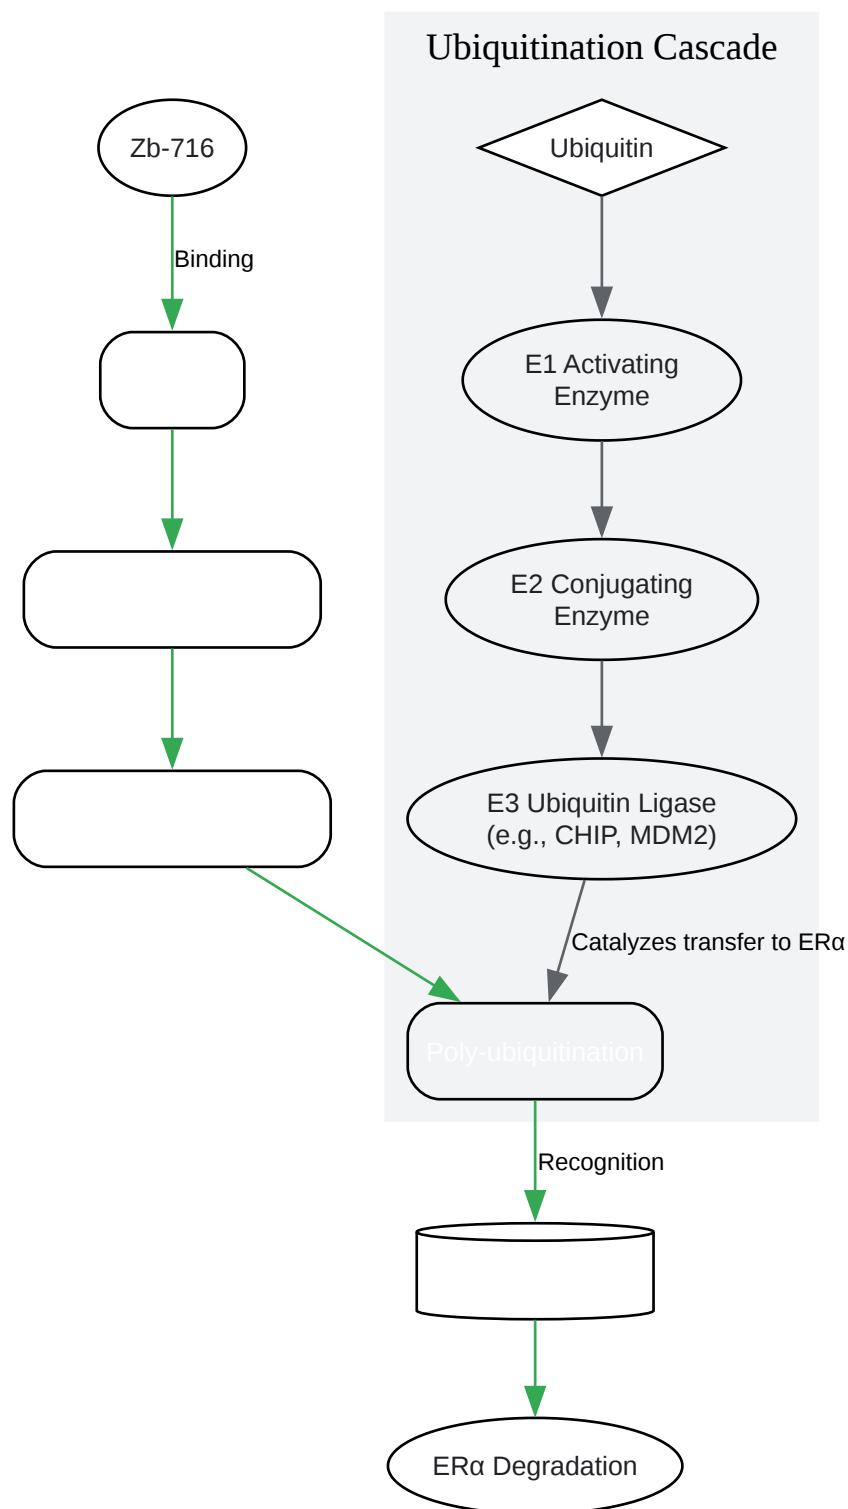 Ubiquitination Cascade
Zb-716
Ubiquitin
Binding
E1 Activating
Enzyme
E2 Conjugating
Enzyme
E3 Ubiquitin Ligase
(e.g., CHIP, MDM2)
Catalyzes transfer to ERα
Poly-ubiquitination
Recognition
ERα Degradation